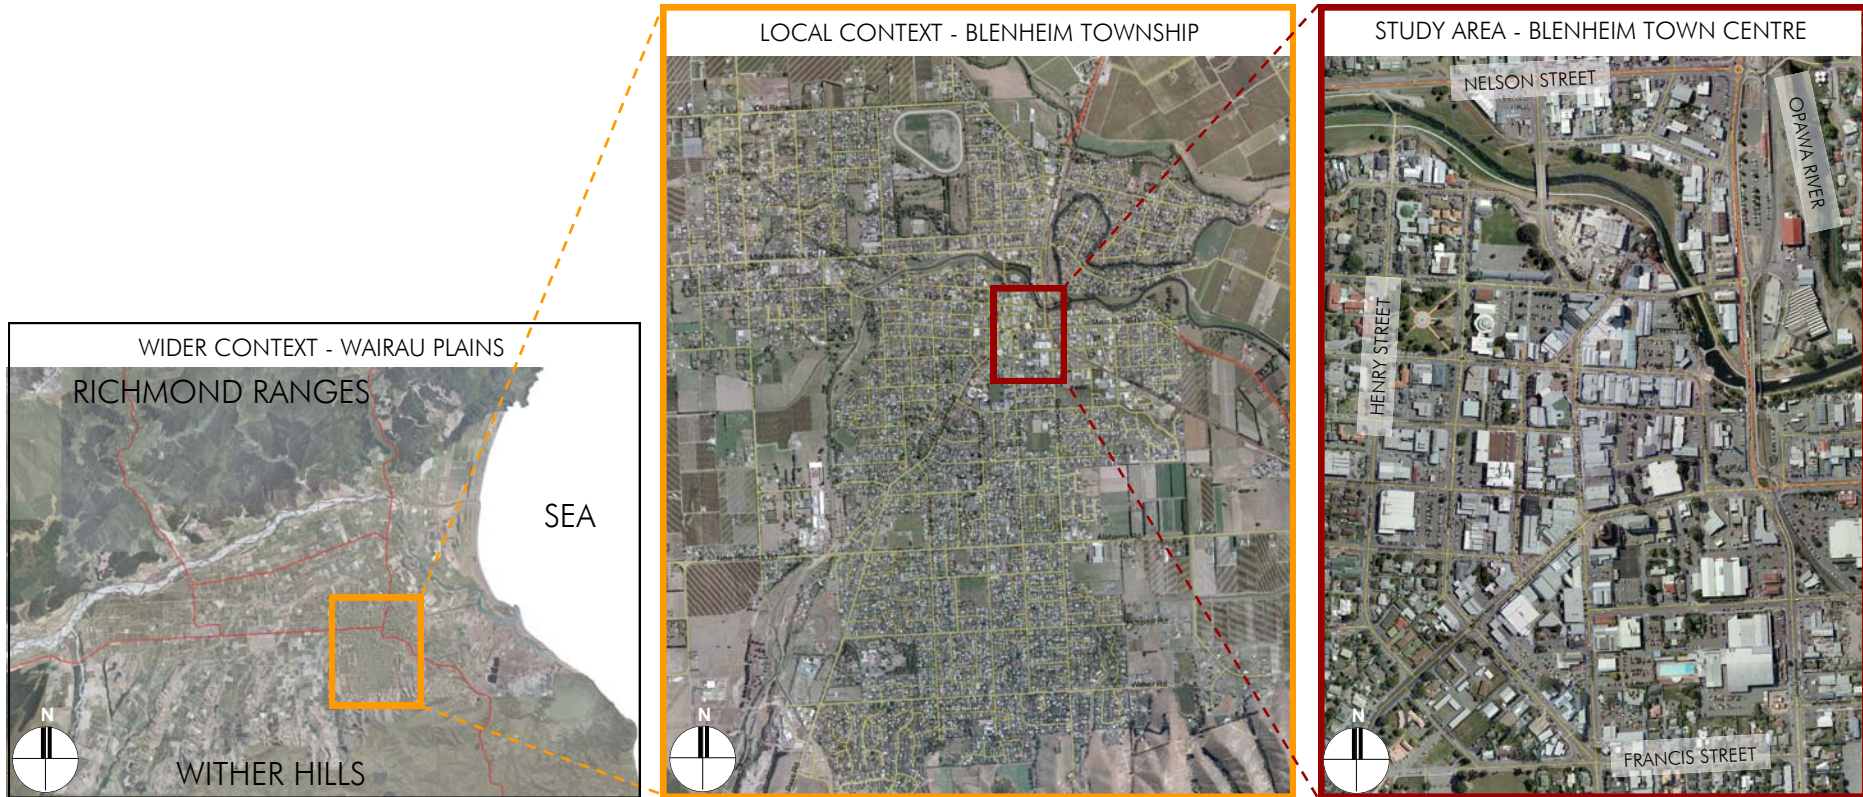 WIDER CONTEXT - WAIRAU PLAINS
RICHMOND RANGES
SEA
WITHER HILLS
N
LOCAL CONTEXT - BLENHEIM TOWNSHIP
N
STUDY AREA - BLENHEIM TOWN CENTRE
NELSON STREET
OPAWA RIVER
HENRY STREET
FRANCIS STREET
N